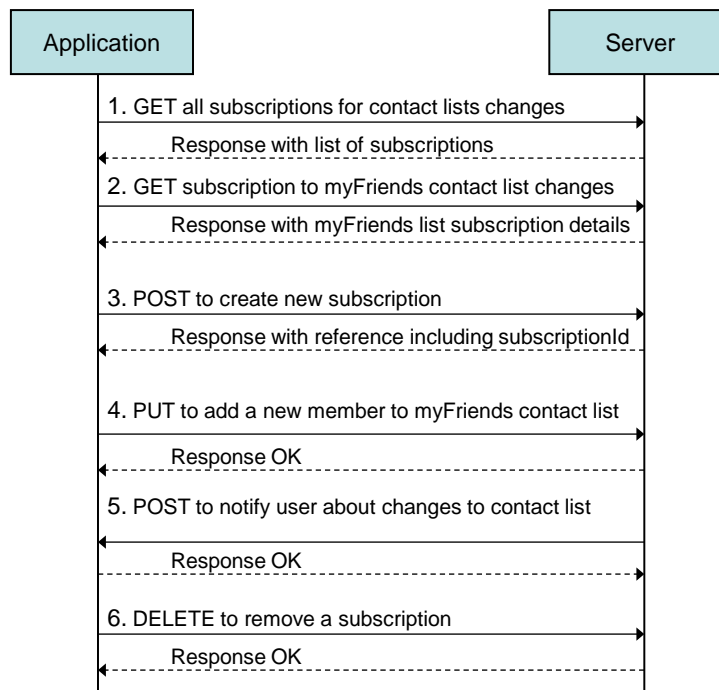 Application
Server
1. GET all subscriptions for contact lists changes
Response with list of subscriptions
2. GET subscription to myFriends contact list changes
Response with myFriends list subscription details
3. POST to create new subscription
Response with reference including subscriptionId
4. PUT to add a new member to myFriends contact list
Response OK
5. POST to notify user about changes to contact list
Response OK
6. DELETE to remove a subscription
Response OK